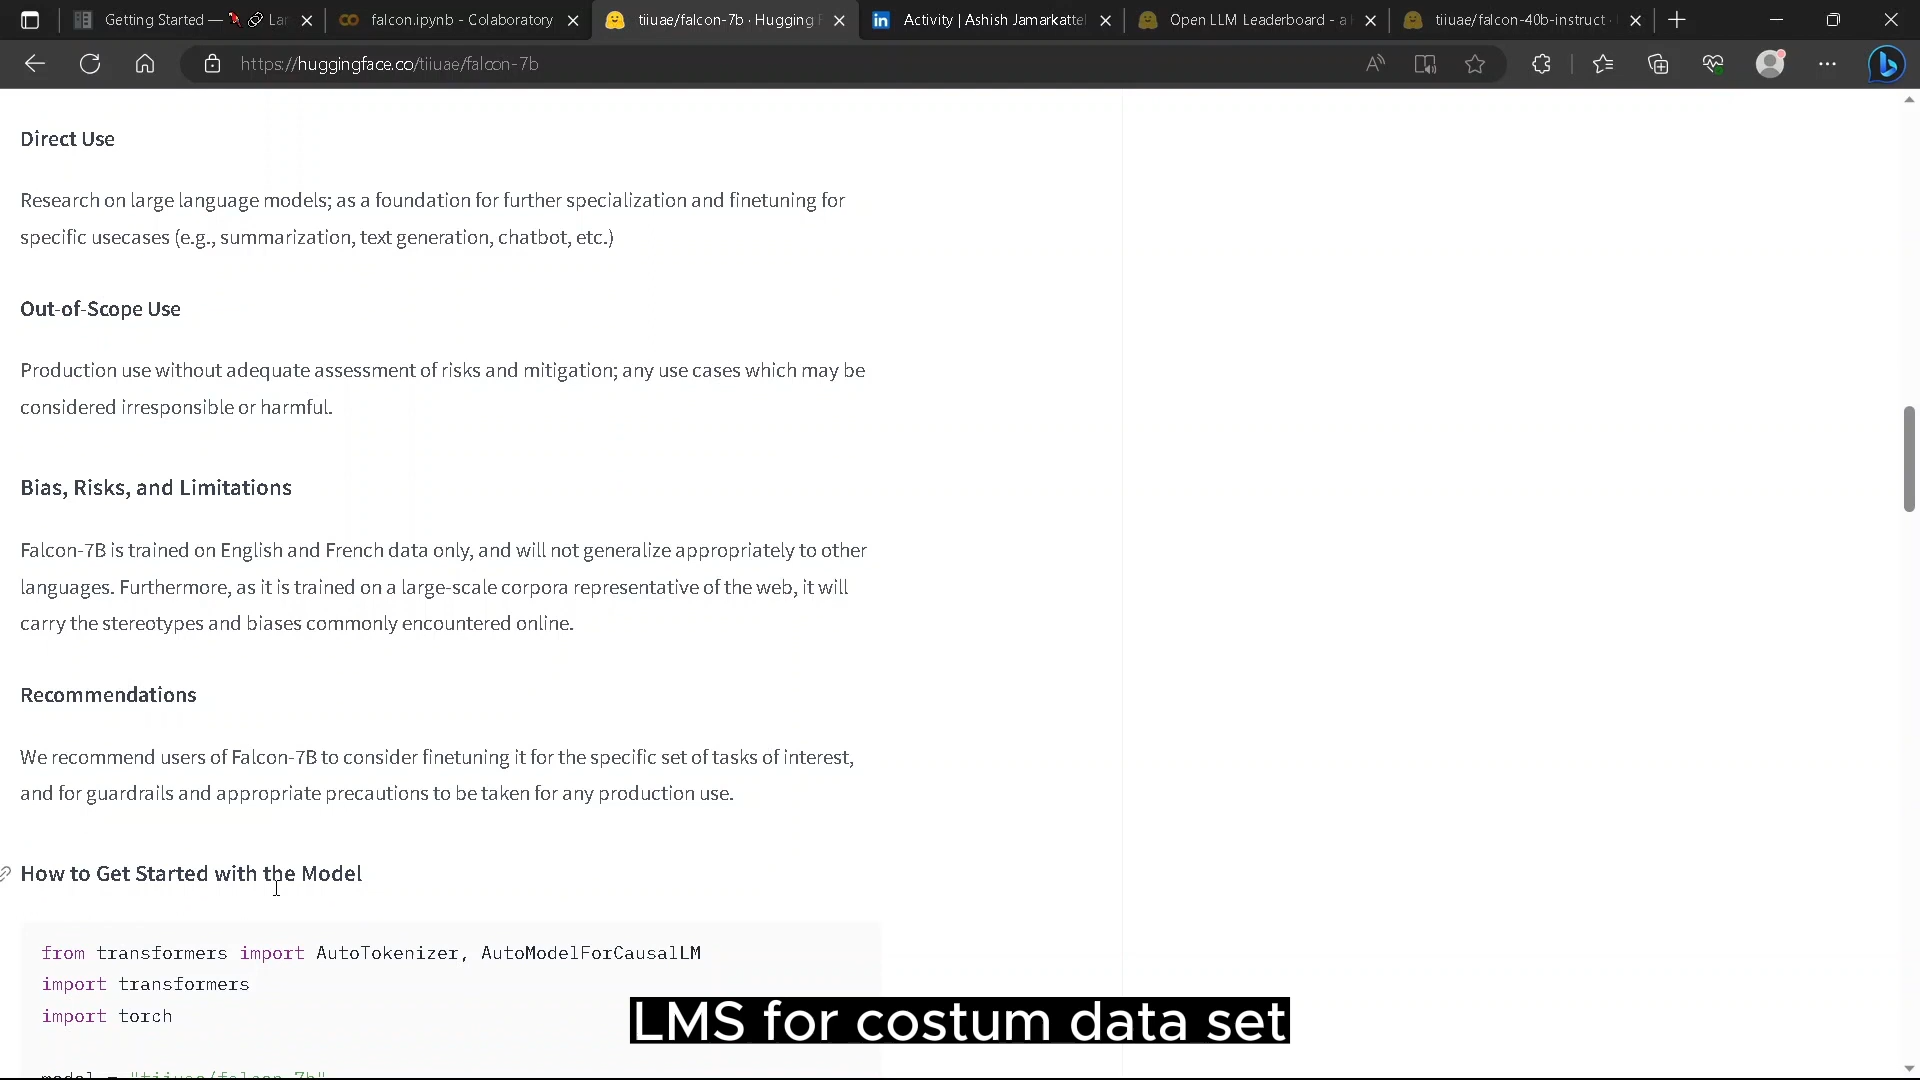 Getting Started — 🦜 🔗 Lan
falcon.ipynb - Colaboratory
tiiuae/falcon-7b · Hugging F
Activity | Ashish Jamarkattel
Open LLM Leaderboard - a
tiiuae/falcon-40b-instruct ·
https://huggingface.co/tiiuae/falcon-7b
Direct Use
Research on large language models; as a foundation for further specialization and finetuning for
specific usecases (e.g., summarization, text generation, chatbot, etc.)
Out-of-Scope Use
Production use without adequate assessment of risks and mitigation; any use cases which may be
considered irresponsible or harmful.
Bias, Risks, and Limitations
Falcon-7B is trained on English and French data only, and will not generalize appropriately to other
languages. Furthermore, as it is trained on a large-scale corpora representative of the web, it will
carry the stereotypes and biases commonly encountered online.
Recommendations
We recommend users of Falcon-7B to consider finetuning it for the specific set of tasks of interest,
and for guardrails and appropriate precautions to be taken for any production use.
How to Get Started with the Model
from transformers import AutoTokenizer, AutoModelForCausalLM
import transformers
import torch
LMS for costum data set
model = "tiiuae/falcon-7b"